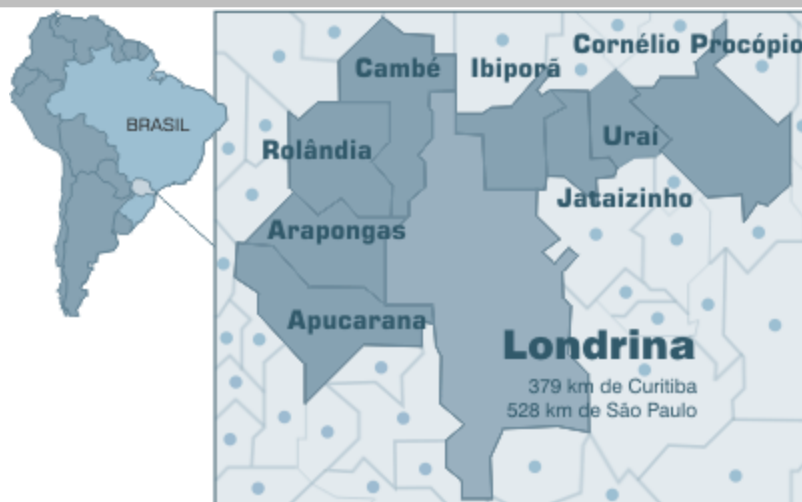 BRASIL
Cornélio Procópio
Cambé
Ibiporã
Uraí
Rolândia
Jataizinho
Arapongas
Apucarana
Londrina
379 km de Curitiba
528 km de São Paulo